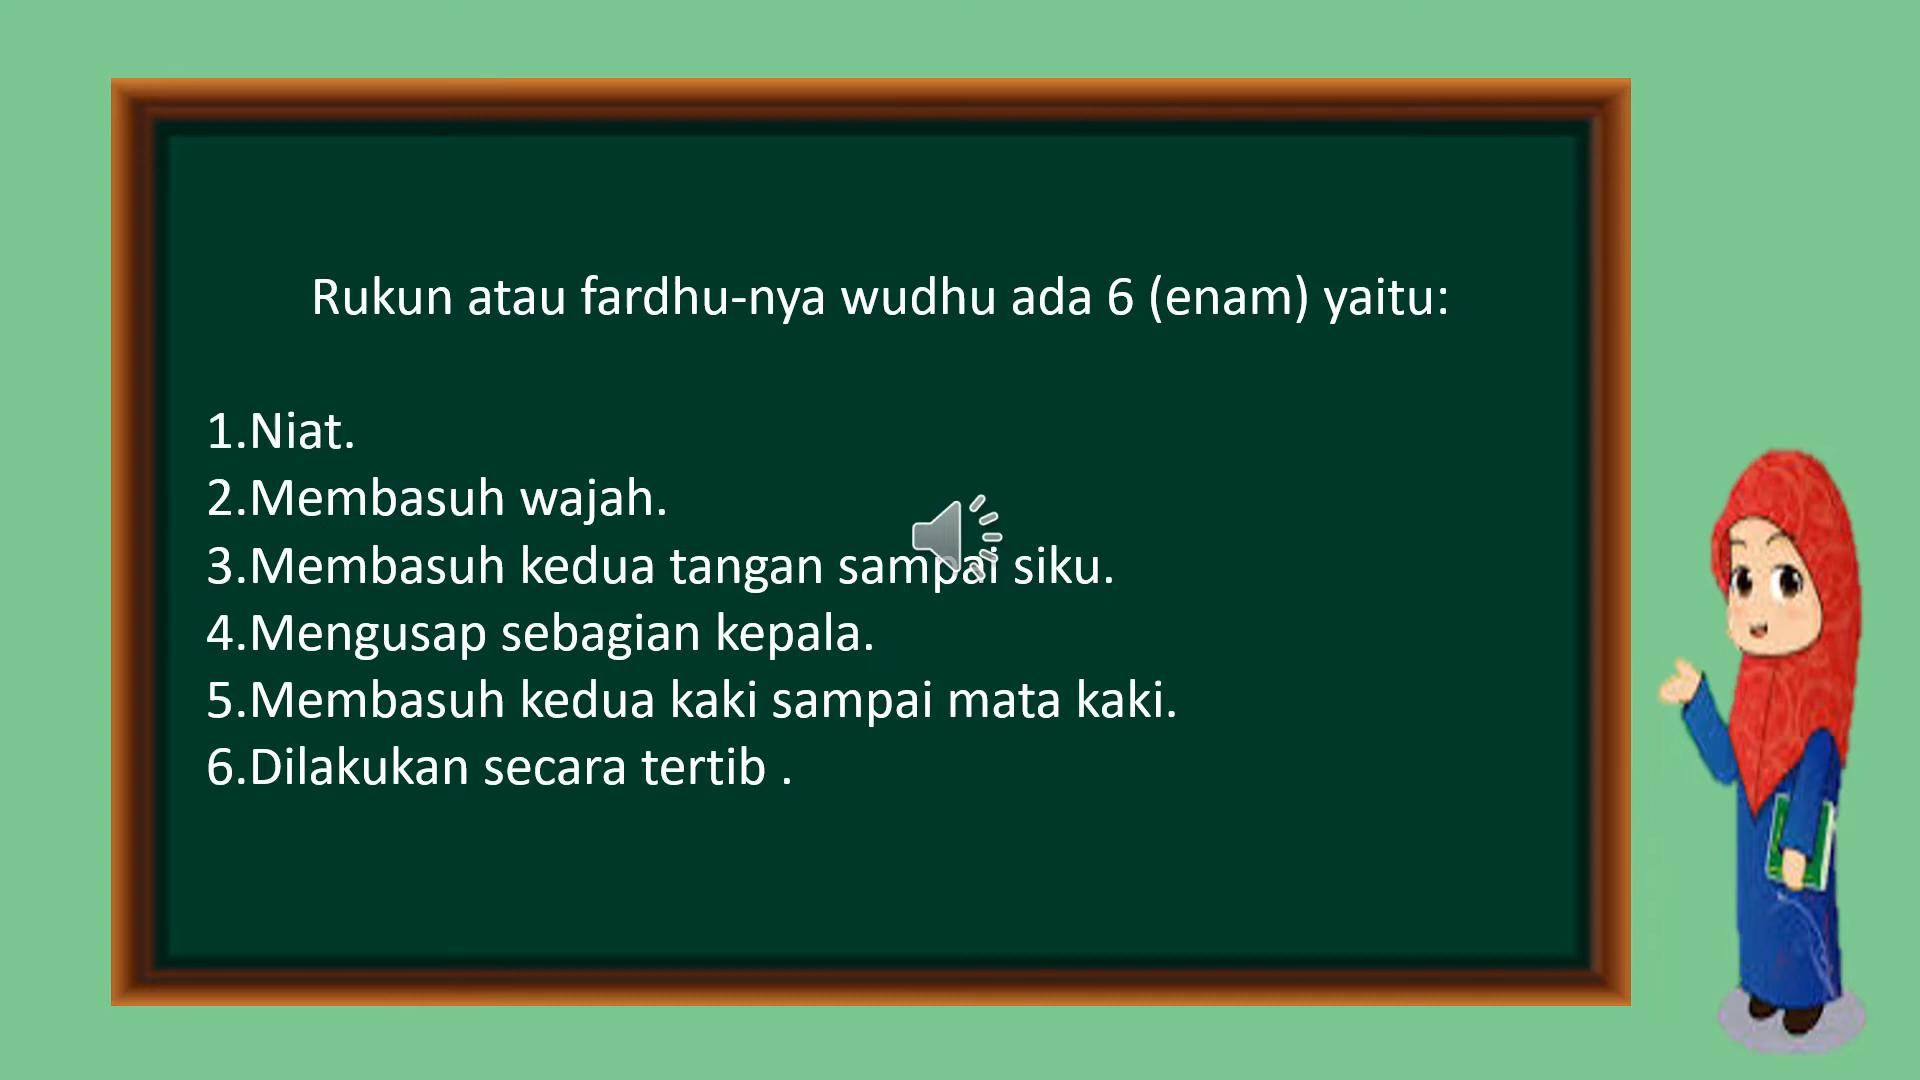 Rukun atau fardhu-nya wudhu ada 6 (enam) yaitu:
1.Niat.
2.Membasuh wajah.
3.Membasuh kedua tangan sampai siku.
4.Mengusap sebagian kepala.
5.Membasuh kedua kaki sampai mata kaki.
6.Dilakukan secara tertib .